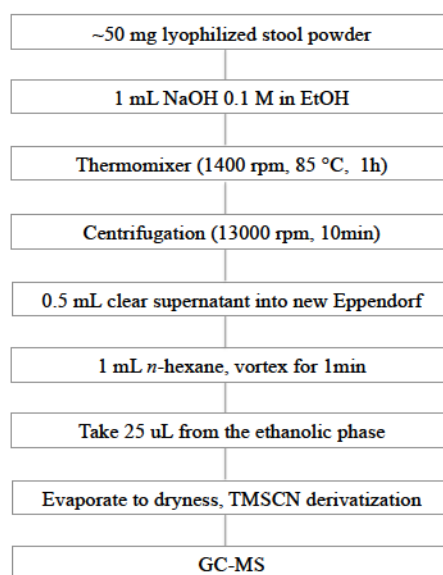 ~50 mg lyophilized stool powder
1 mL NaOH 0.1 M in EtOH
Thermomixer (1400 rpm, 85 °C, 1h)
Centrifugation (13000 rpm, 10min)
0.5 mL clear supernatant into new Eppendorf
1 mL n-hexane, vortex for 1min
Take 25 uL from the ethanolic phase
Evaporate to dryness, TMSCN derivatization
GC-MS